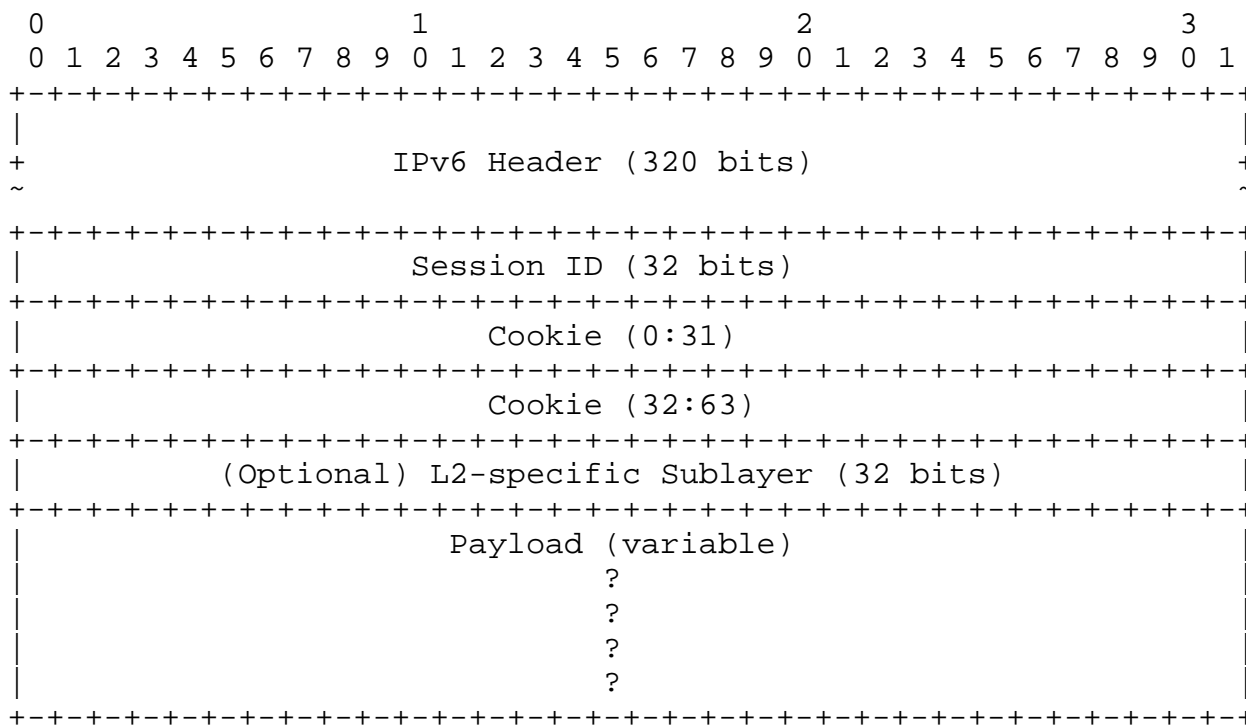 0                   1                   2                   3
 0 1 2 3 4 5 6 7 8 9 0 1 2 3 4 5 6 7 8 9 0 1 2 3 4 5 6 7 8 9 0 1
+-+-+-+-+-+-+-+-+-+-+-+-+-+-+-+-+-+-+-+-+-+-+-+-+-+-+-+-+-+-+-+-+
|                                                               |
+                   IPv6 Header (320 bits)                      +
~                                                               ~
+-+-+-+-+-+-+-+-+-+-+-+-+-+-+-+-+-+-+-+-+-+-+-+-+-+-+-+-+-+-+-+-+
|                    Session ID (32 bits)                       |
+-+-+-+-+-+-+-+-+-+-+-+-+-+-+-+-+-+-+-+-+-+-+-+-+-+-+-+-+-+-+-+-+
|                        Cookie (0:31)                          |
+-+-+-+-+-+-+-+-+-+-+-+-+-+-+-+-+-+-+-+-+-+-+-+-+-+-+-+-+-+-+-+-+
|                        Cookie (32:63)                         |
+-+-+-+-+-+-+-+-+-+-+-+-+-+-+-+-+-+-+-+-+-+-+-+-+-+-+-+-+-+-+-+-+
|          (Optional) L2-specific Sublayer (32 bits)            |
+-+-+-+-+-+-+-+-+-+-+-+-+-+-+-+-+-+-+-+-+-+-+-+-+-+-+-+-+-+-+-+-+
|                      Payload (variable)                       |
|                              ?                                |
|                              ?                                |
|                              ?                                |
|                              ?                                |
+-+-+-+-+-+-+-+-+-+-+-+-+-+-+-+-+-+-+-+-+-+-+-+-+-+-+-+-+-+-+-+-+